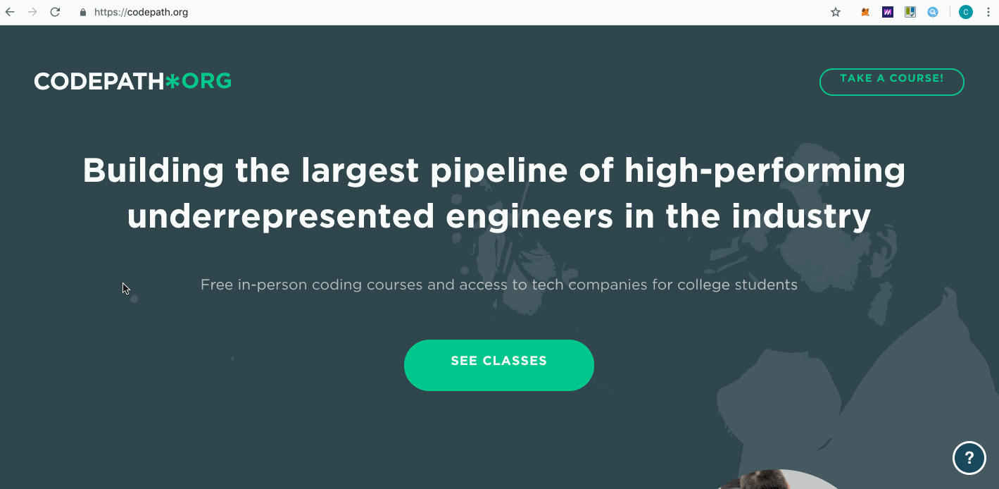 https://codepath.org
C
CODEPATH*ORG
TAKE A COURSE!
Building the largest pipeline of high-performing
underrepresented engineers in the industry
Free in-person coding courses and access to tech companies for college students
SEE CLASSES
?